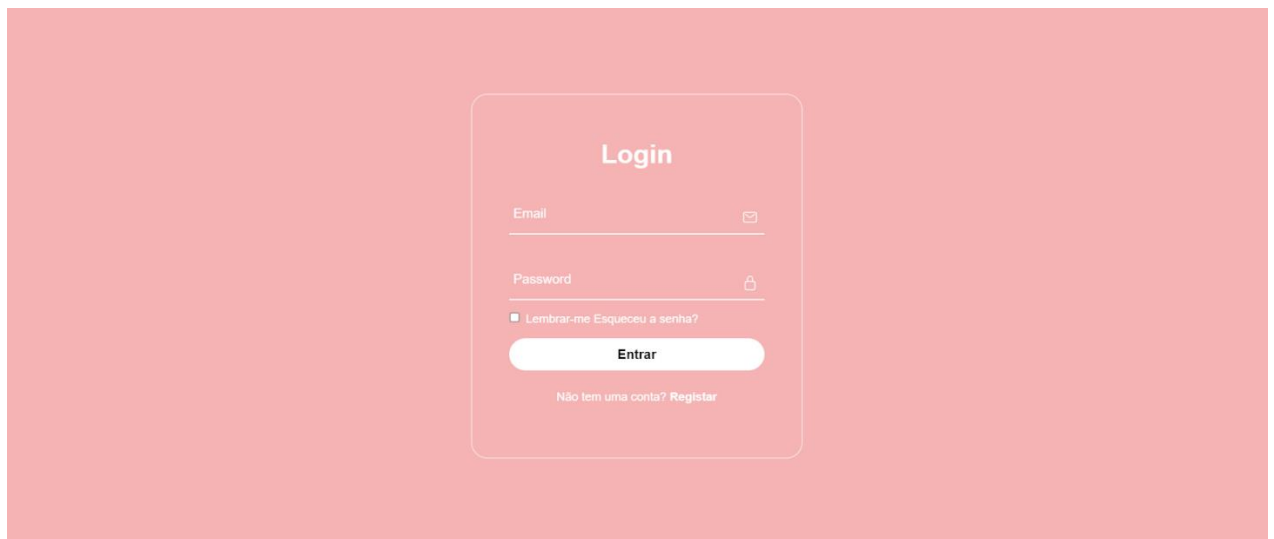 Login
Email
Password
Lembrar-me Esqueceu a senha?
Entrar
Não tem uma conta? Registar